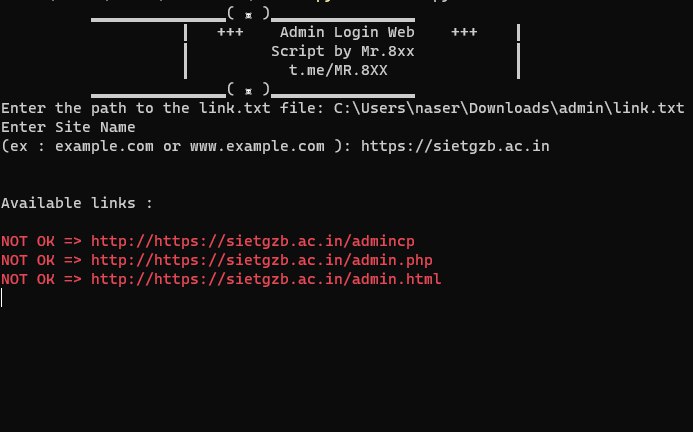 ( ¤ )
+++ Admin Login Web +++
Script by Mr.8xx
t.me/MR.8XX
( ¤ )
Enter the path to the link.txt file: C:\Users\naser\Downloads\admin\link.txt
Enter Site Name
(ex : example.com or www.example.com ): https://sietgzb.ac.in
Available links :
NOT OK => http://https://sietgzb.ac.in/admincp
NOT OK => http://https://sietgzb.ac.in/admin.php
NOT OK => http://https://sietgzb.ac.in/admin.html